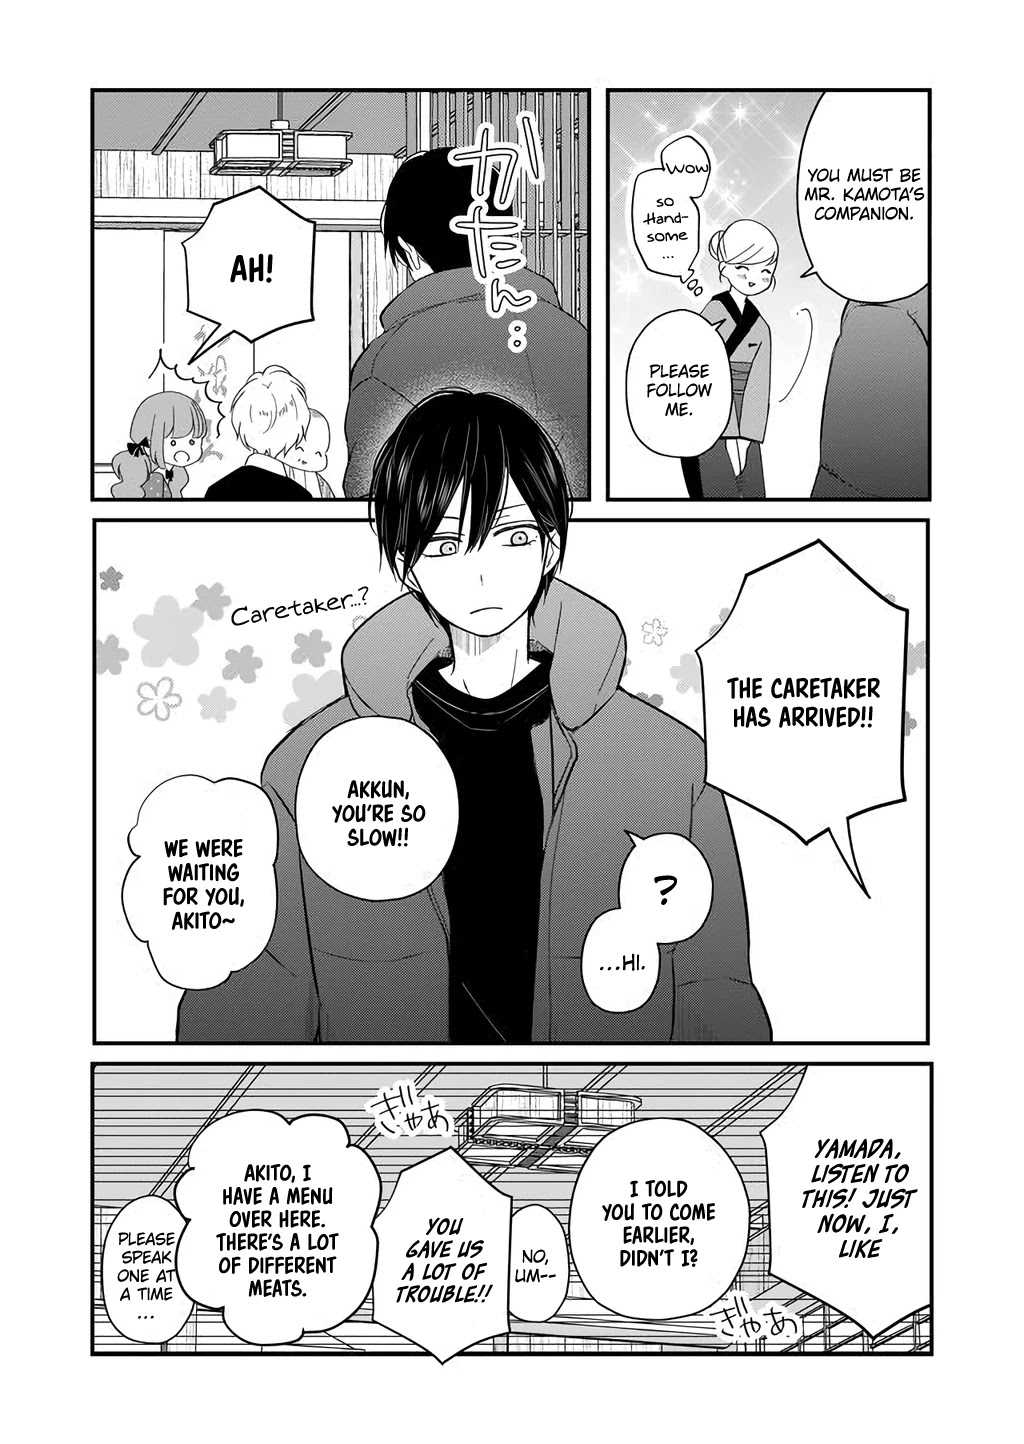 YOU MUST BE
MR. KAMOTA'S
COMPANION.
Wow
so
Hand-
some
...
PLEASE
FOLLOW
ME.
がたん
AH!
THE CARETAKER
HAS ARRIVED!!
Caretaker...?
AKKUN,
YOU'RE SO
SLOW!!
?
...HI.
WE WERE
WAITING
FOR YOU,
AKITO~
YAMADA,
LISTEN TO
THIS! JUST
NOW, I,
LIKE
I TOLD
YOU TO COME
EARLIER,
DIDN'T I?
ぎゃあ
NO,
UM--
YOU
GAVE US
A LOT OF
TROUBLE!!
ぎゃあ
AKITO, I
HAVE A MENU
OVER HERE.
THERE'S A LOT
OF DIFFERENT
MEATS.
PLEASE
SPEAK
ONE AT
A TIME
...